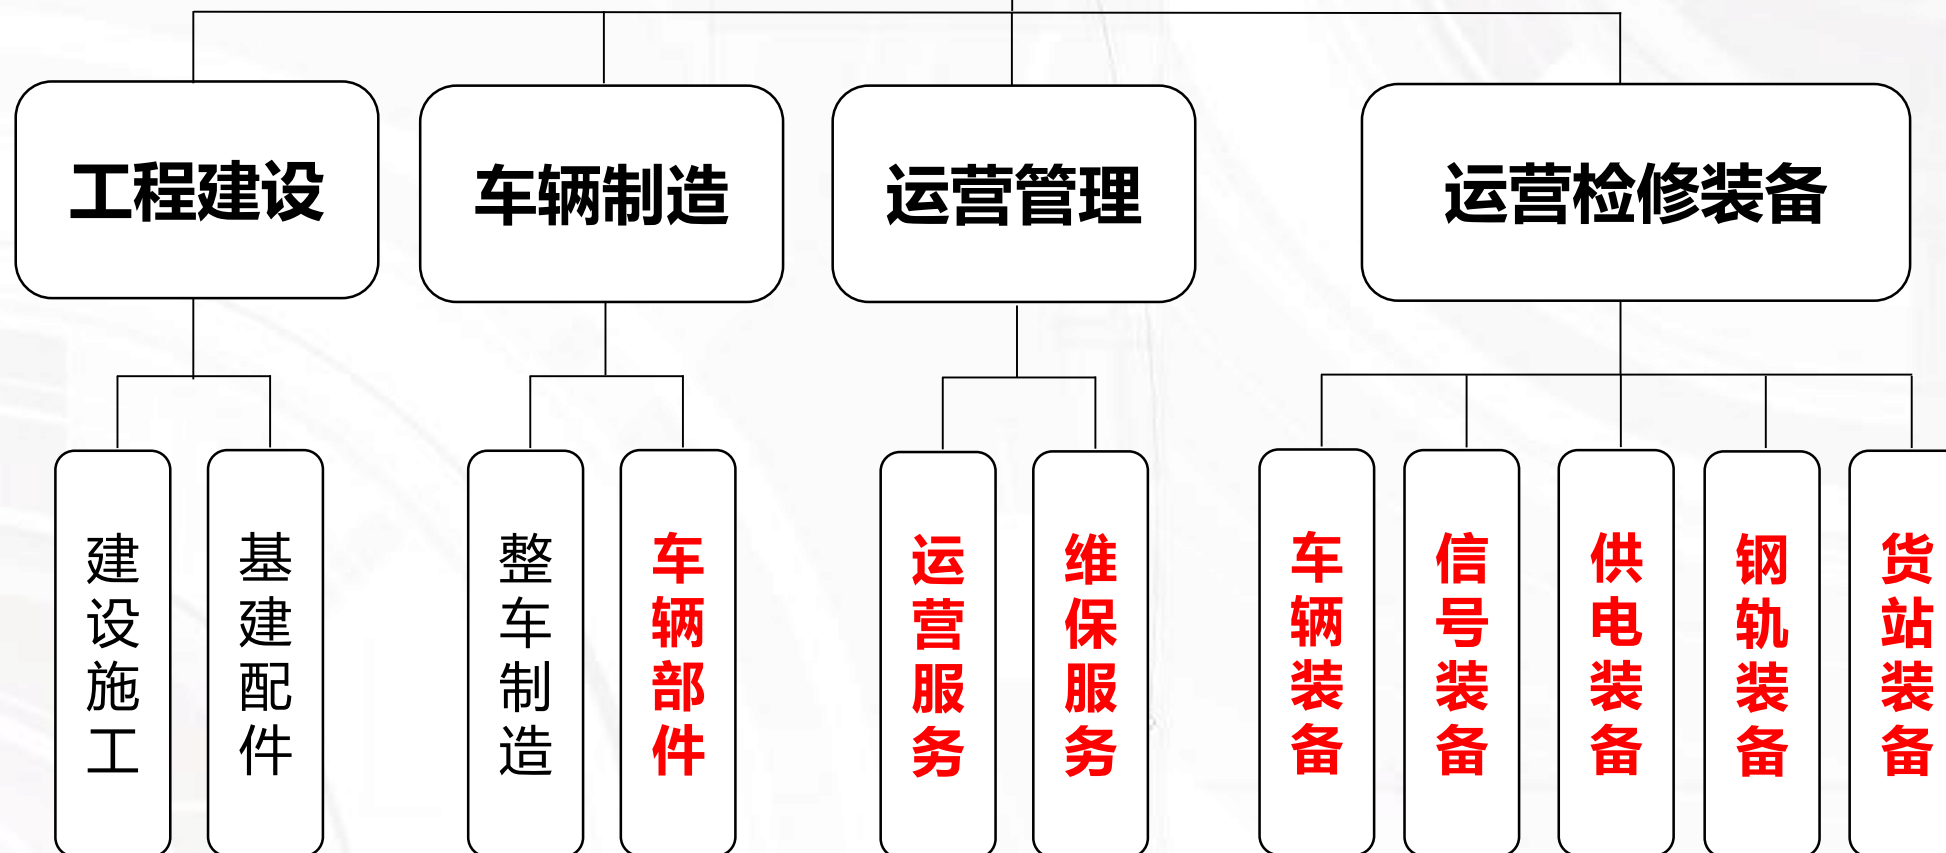 工程建设
车辆制造
运营管理
运营检修装备
建设施工
基建配件
整车制造
车辆部件
运营服务
维保服务
车辆装备
信号装备
供电装备
钢轨装备
货站装备